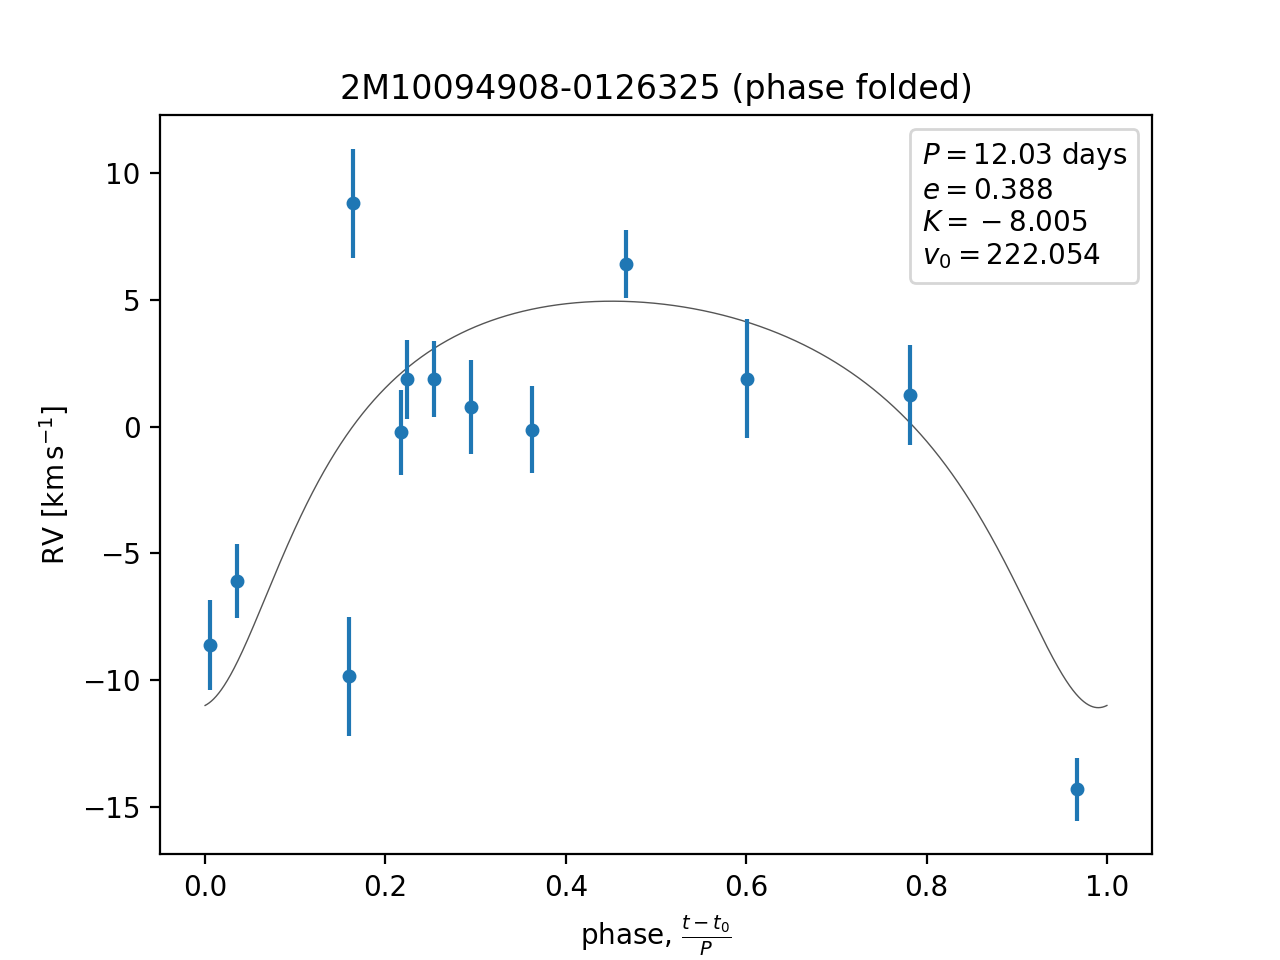 2M10094908-0126325 (phase folded)
P = 12.03 days
e = 0.388
K = −8.005
v₀ = 222.054
RV [km s⁻¹]
10
5
0
−5
−10
−15
0.0 0.2 0.4 0.6 0.8 1.0
phase, (t − t₀)/P